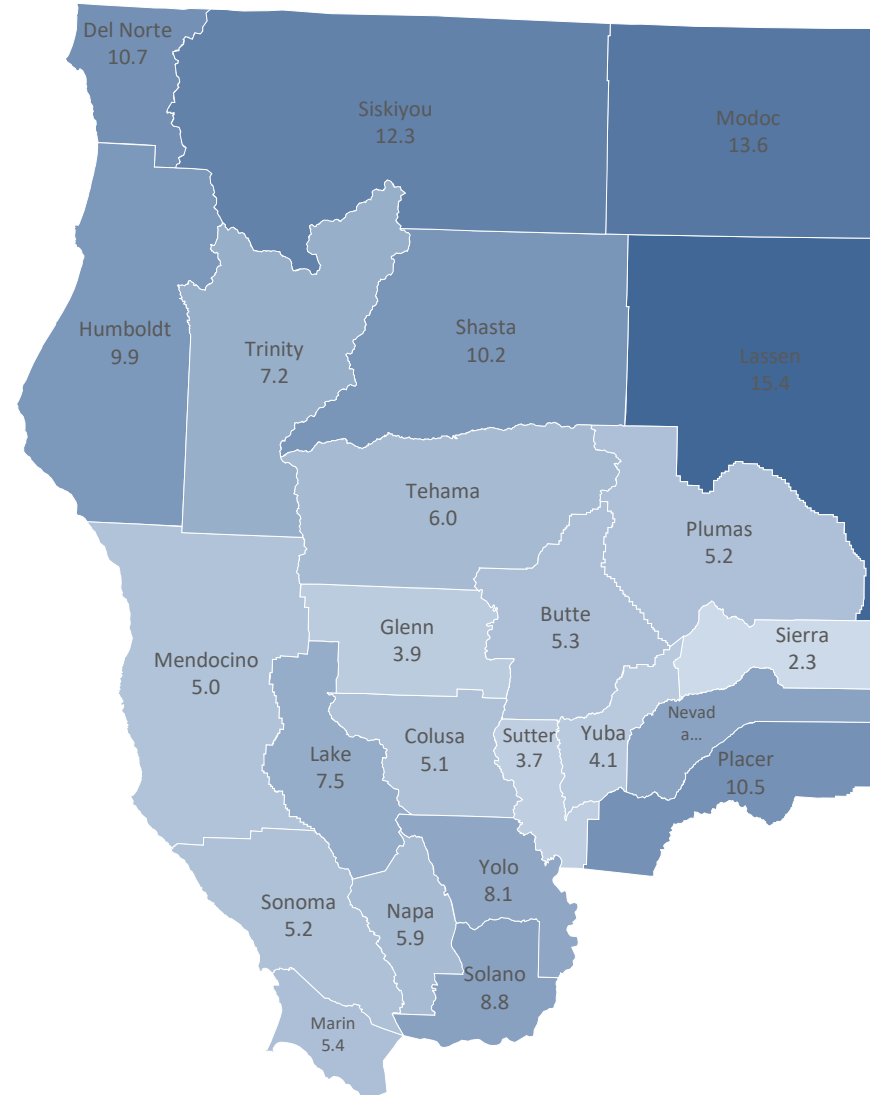 Del Norte
10.7
Siskiyou
12.3
Modoc
13.6
Humboldt
9.9
Trinity
7.2
Shasta
10.2
Lassen
15.4
Tehama
6.0
Plumas
5.2
Glenn
3.9
Butte
5.3
Sierra
2.3
Mendocino
5.0
Lake
7.5
Colusa
5.1
Sutter
3.7
Yuba
4.1
Nevad
a...
Placer
10.5
Yolo
8.1
Sonoma
5.2
Napa
5.9
Solano
8.8
Marin
5.4